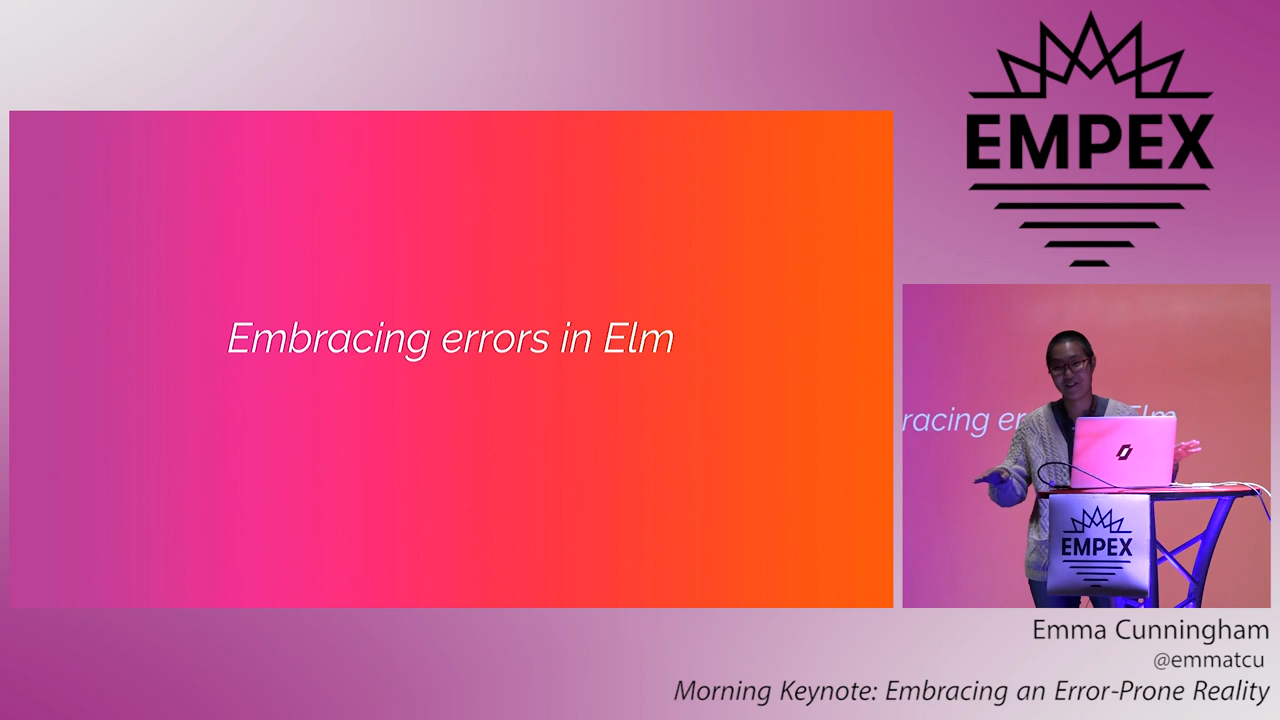 EMPEX
Embracing errors in Elm
racing er Elm
EMPEX
Emma Cunningham
@emmatcu
Morning Keynote: Embracing an Error-Prone Reality